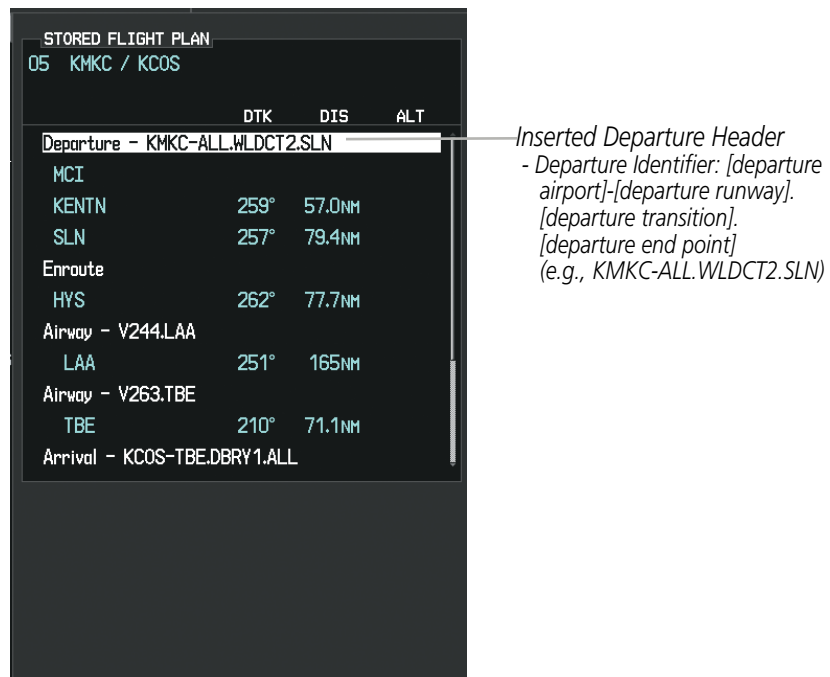 STORED FLIGHT PLAN
05 KMKC / KCOS
DTK DIS ALT
Departure - KMKC-ALL.WLDCT2.SLN
MCI
KENTN 259° 57.0NM
SLN 257° 79.4NM
Enroute
HYS 262° 77.7NM
Airway - V244.LAA
LAA 251° 165NM
Airway - V263.TBE
TBE 210° 71.1NM
Arrival - KCOS-TBE.DBRY1.ALL
Inserted Departure Header
- Departure Identifier: [departure
airport]-[departure runway].
[departure transition].
[departure end point]
(e.g., KMKC-ALL.WLDCT2.SLN)